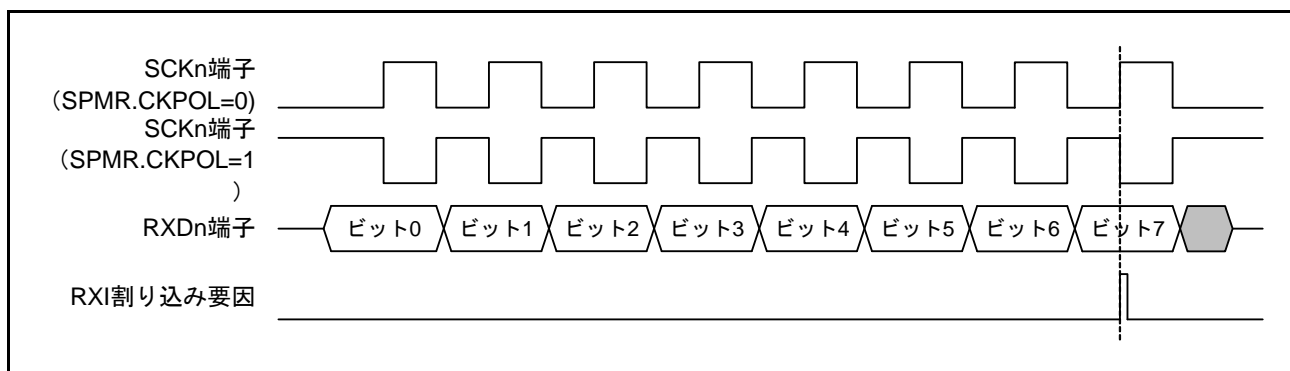 SCKn端子
（SPMR.CKPOL=0)
SCKn端子
（SPMR.CKPOL=1
）
RXDn端子
ビット0 ビット1 ビット2 ビット3 ビット4 ビット5 ビット6 ビット7
RXI割り込み要因